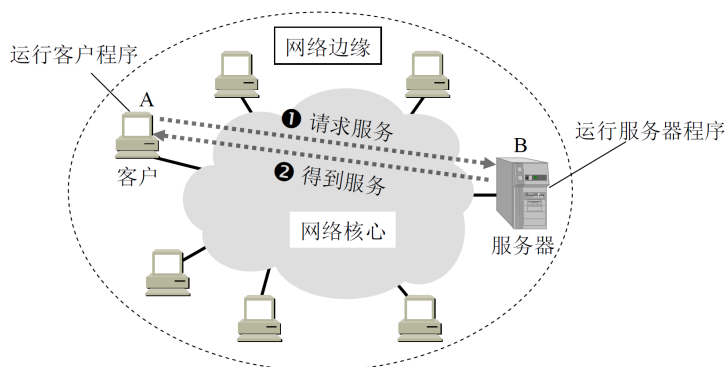 网络边缘
运行客户程序
A
❶ 请求服务
B
运行服务器程序
❷ 得到服务
客户
网络核心
服务器